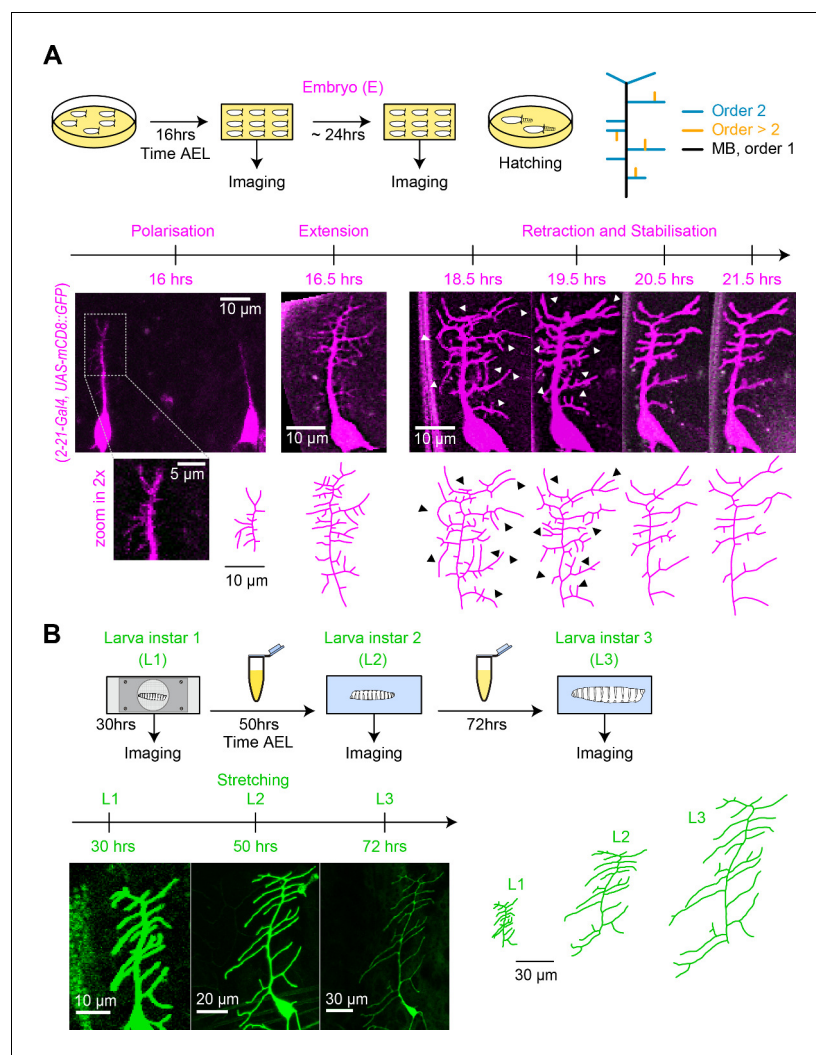 A
Embryo (E)
16hrs
Time AEL
~ 24hrs
Imaging
Imaging
Hatching
Order 2
Order > 2
MB, order 1
Polarisation
Extension
Retraction and Stabilisation
16 hrs
16.5 hrs
18.5 hrs
19.5 hrs
20.5 hrs
21.5 hrs
(2-21-Gal4, UAS-mCD8::GFP)
10 µm
10 µm
10 µm
zoom in 2x
5 µm
10 µm
B
Larva instar 1
(L1)
Larva instar 2
(L2)
Larva instar 3
(L3)
30hrs
50hrs
Time AEL
72hrs
Imaging
Imaging
Imaging
Stretching
L1
L2
L3
30 hrs
50 hrs
72 hrs
10 µm
20 µm
30 µm
L1
L2
L3
30 µm